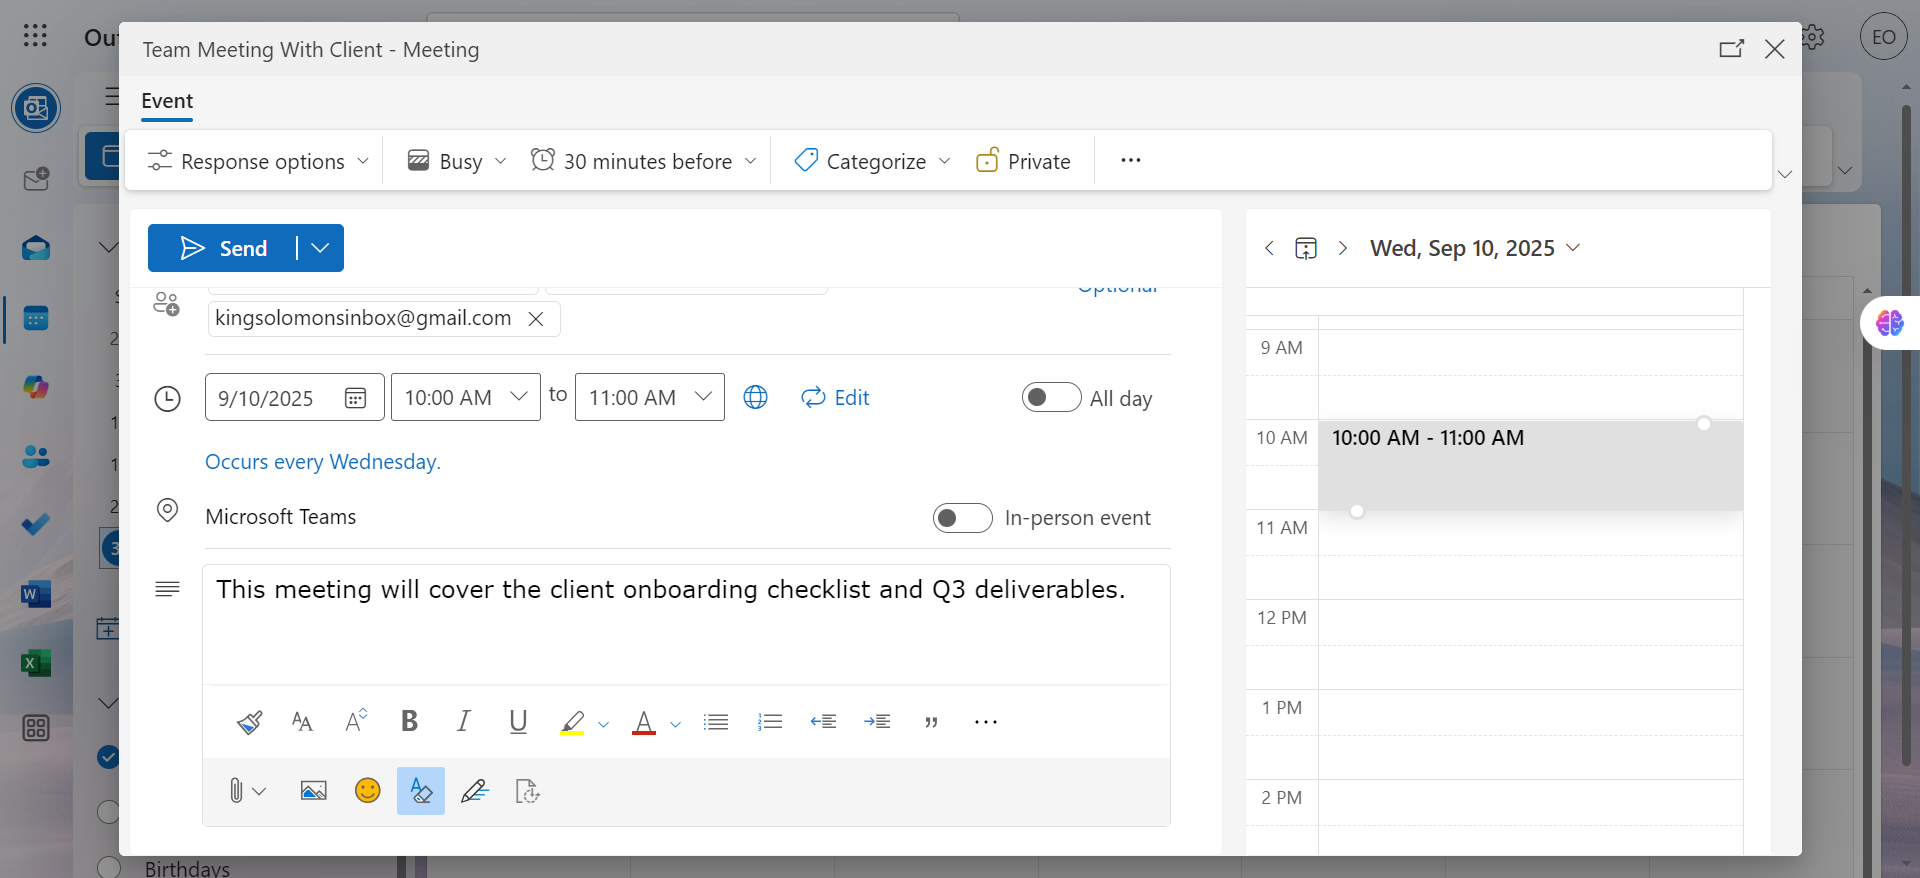 Out
EO
Team Meeting With Client - Meeting
Event
Response options
Busy
30 minutes before
Categorize
Private
Send
Wed, Sep 10, 2025
Optional
kingsolomonsinbox@gmail.com
9/10/2025
10:00 AM
to
11:00 AM
Edit
All day
Occurs every Wednesday.
Microsoft Teams
In-person event
This meeting will cover the client onboarding checklist and Q3 deliverables.
9 AM
10 AM
10:00 AM - 11:00 AM
11 AM
12 PM
1 PM
2 PM
Birthdays